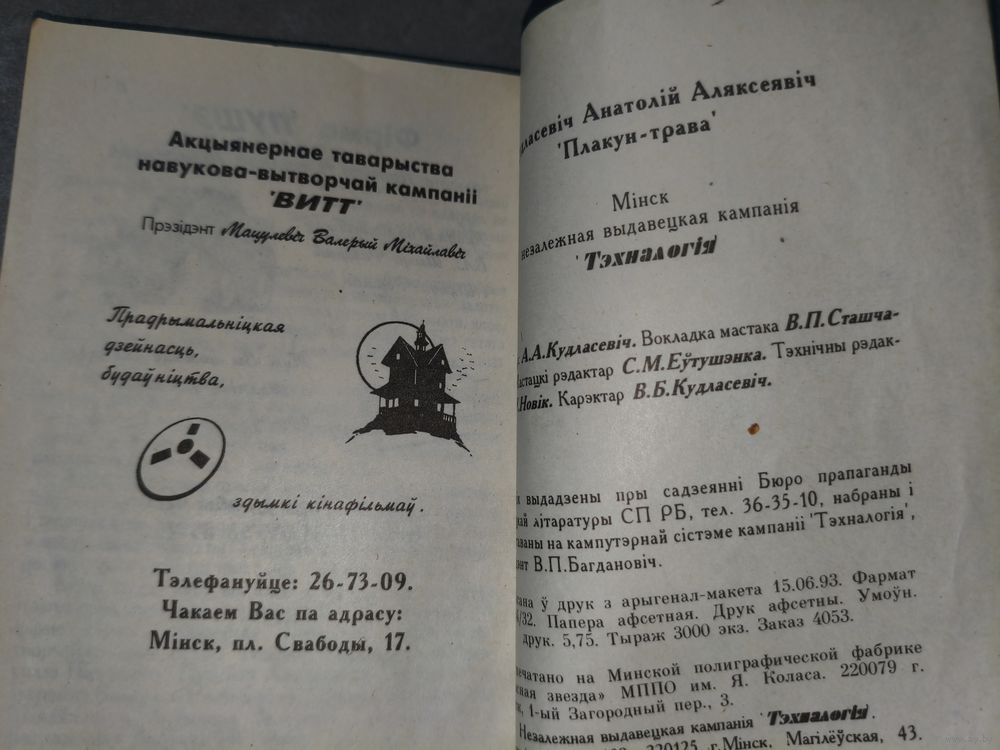 Акцыянернае таварыства
навукова-вытворчай кампаніі
'ВИТТ'
Прэзідэнт Мацулевіч Валерый Міхайлавіч
Прадрымальніцкая
дзейнасць,
будаўніцтва,
здымкі кінафільмаў.
Тэлефануйце: 26-73-09.
Чакаем Вас па адрасу:
Мінск, пл. Свабоды, 17.
Анатолій Аляксеявіч
'Плакун-трава'
Мінск
незалежная выдавецкая кампанія
'Тэхналогія'
А.А.Кудласевіч. Вокладка мастака В.П.Сташча-
рэдактар С.М.Еўтушэнка. Тэхнічны рэдак-
Новік. Карэктар В.Б.Кудласевіч.
выдадзены пры садзеянні Бюро прапаганды
літаратуры СП РБ, тэл. 36-35-10, набраны і
на кампутэрнай сістэме кампаніі 'Тэхналогія',
В.П.Багдановіч.
ў друк з арыгенал-макета 15.06.93. Фармат
/32. Папера афсетная. Друк афсетны. Умоўн.
друк. 5,75. Тыраж 3000 экз. Заказ 4053.
на Минской полиграфической фабрике
звезда» МППО им. Я. Коласа. 220079 г.
1-ый Загородный пер., 3.
Незалежная выдавецкая кампанія 'Тэхналогія'.
220125 г.Мінск. Магілёўская, 43.